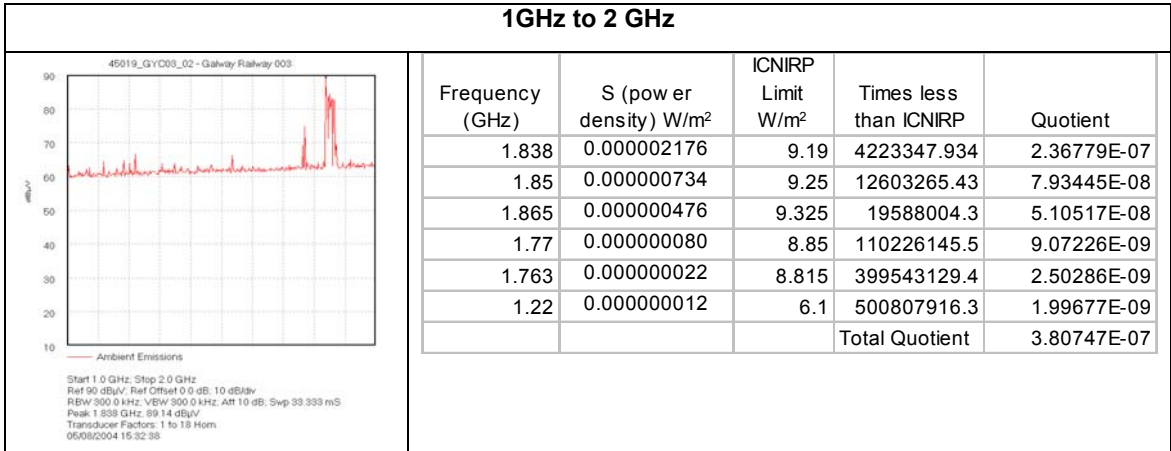 1GHz to 2 GHz
45019_GYC03_02 - Galway Railway 003
90
80
70
60
50
40
30
20
10
dBµV
Ambient Emissions
Start 1.0 GHz; Stop 2.0 GHz
Ref 90 dBµV; Ref Offset 0.0 dB; 10 dB/div
RBW 300.0 kHz; VBW 300.0 kHz; Att 10 dB; Swp 33.333 mS
Peak 1.838 GHz, 89.14 dBµV
Transducer Factors: 1 to 18 Horn
05/08/2004 15:32:38
Frequency (GHz) S (pow er density) W/m² ICNIRP Limit W/m² Times less than ICNIRP Quotient
1.838 0.000002176 9.19 4223347.934 2.36779E-07
1.85 0.000000734 9.25 12603265.43 7.93445E-08
1.865 0.000000476 9.325 19588004.3 5.10517E-08
1.77 0.000000080 8.85 110226145.5 9.07226E-09
1.763 0.000000022 8.815 399543129.4 2.50286E-09
1.22 0.000000012 6.1 500807916.3 1.99677E-09
Total Quotient 3.80747E-07